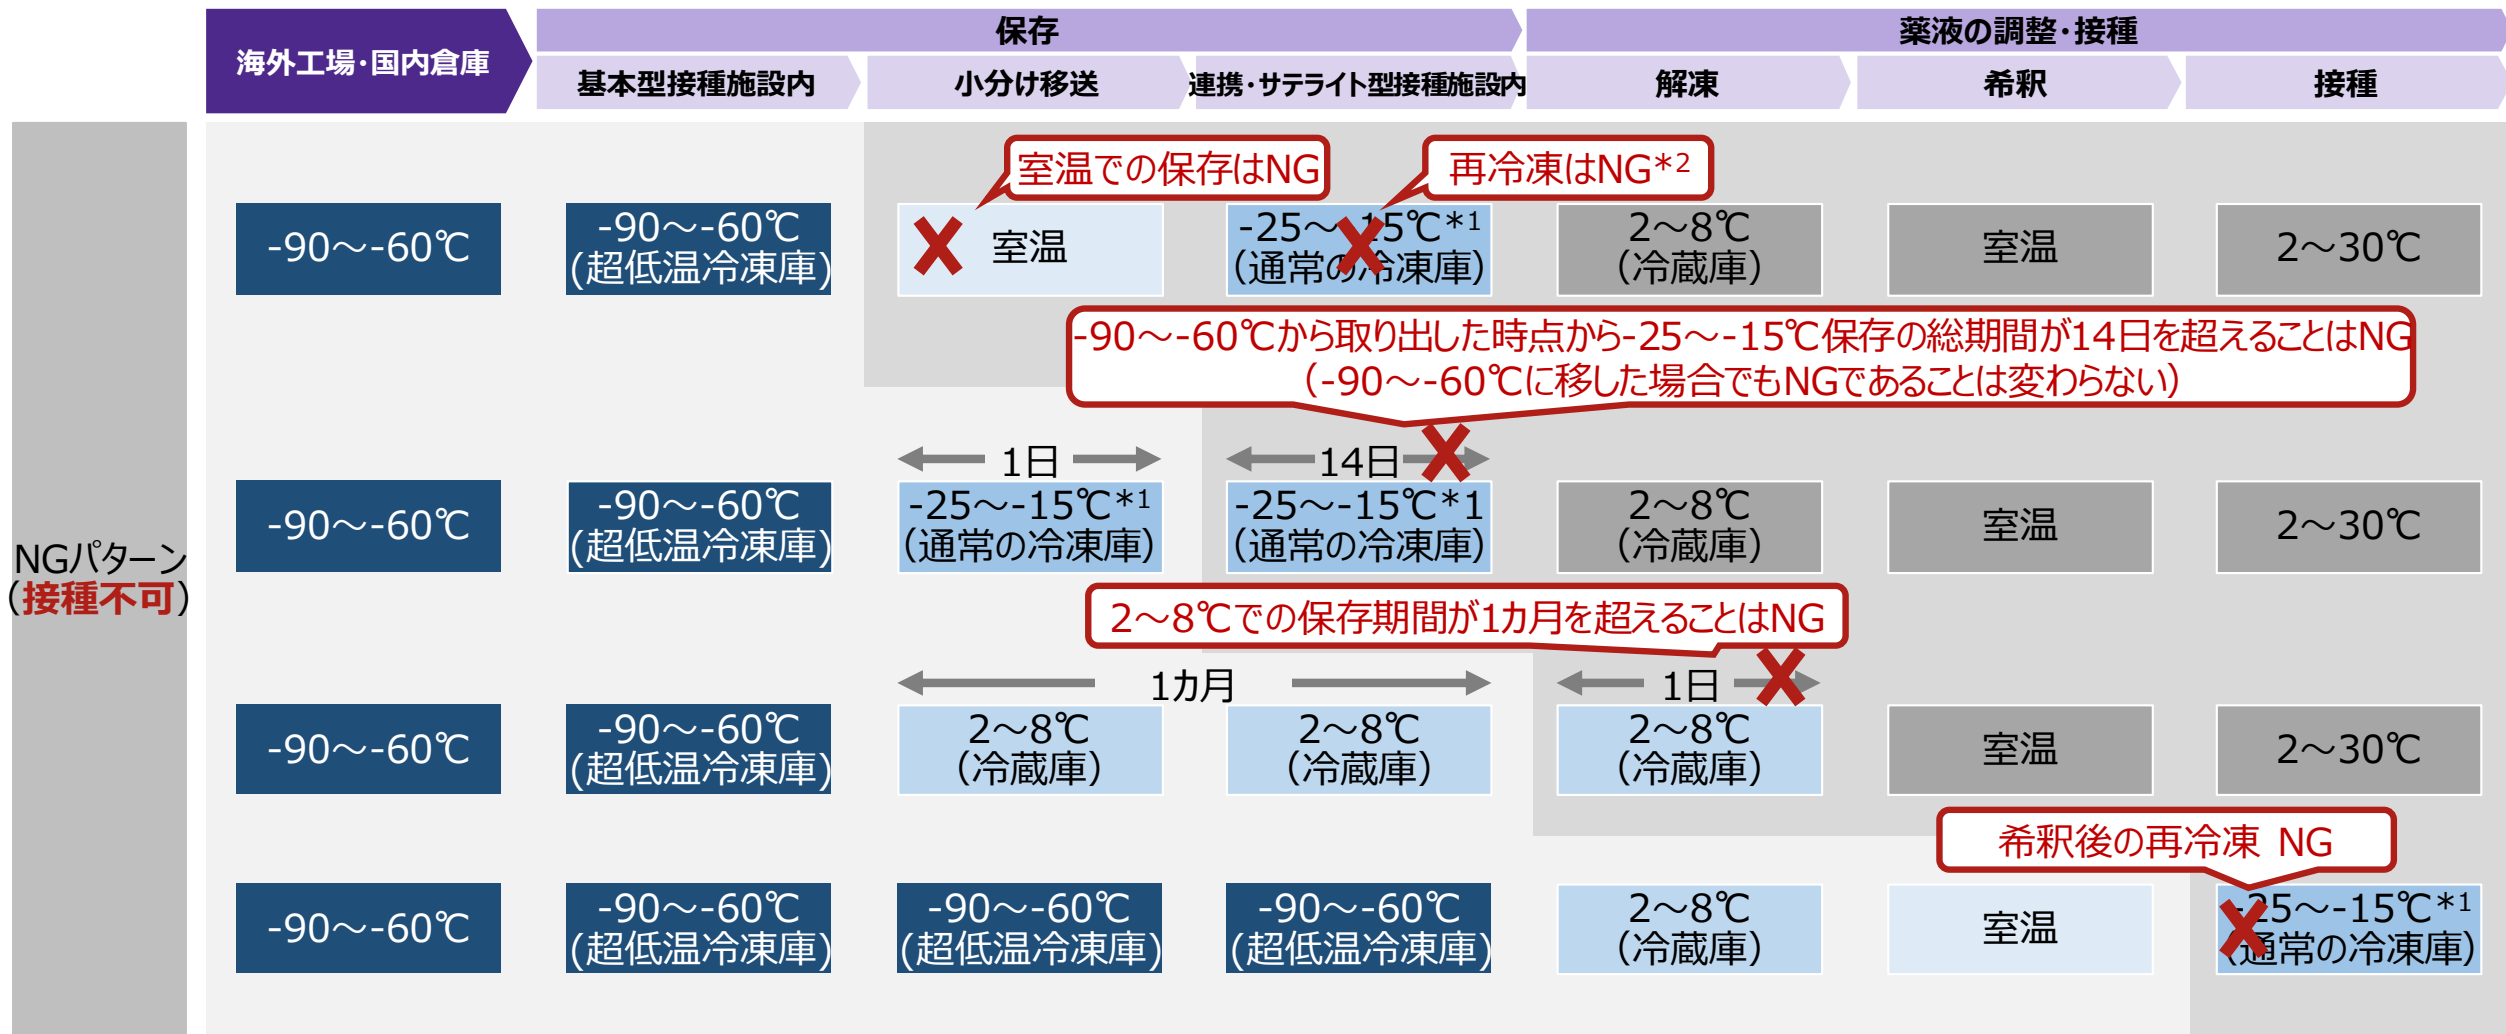 海外工場・国内倉庫
保存
薬液の調整・接種
基本型接種施設内
小分け移送
連携・サテライト型接種施設内
解凍
希釈
接種
NGパターン
（接種不可）
室温での保存はNG
再冷凍はNG*2
-90～-60℃
-90～-60℃
(超低温冷凍庫)
室温
-25～-15℃*1
（通常の冷凍庫）
2～8℃
（冷蔵庫）
室温
2～30℃
-90～-60℃から取り出した時点から-25～-15℃保存の総期間が14日を超えることはNG
（-90～-60℃に移した場合でもNGであることは変わらない）
1日
14日
-90～-60℃
-90～-60℃
(超低温冷凍庫)
-25～-15℃*1
（通常の冷凍庫）
-25～-15℃*1
（通常の冷凍庫）
2～8℃
（冷蔵庫）
室温
2～30℃
2～8℃での保存期間が1カ月を超えることはNG
1カ月
1日
-90～-60℃
-90～-60℃
(超低温冷凍庫)
2～8℃
（冷蔵庫）
2～8℃
（冷蔵庫）
2～8℃
（冷蔵庫）
室温
2～30℃
希釈後の再冷凍 NG
-90～-60℃
-90～-60℃
(超低温冷凍庫)
-90～-60℃
(超低温冷凍庫)
-90～-60℃
(超低温冷凍庫)
2～8℃
（冷蔵庫）
室温
-25～-15℃*1
（通常の冷凍庫）